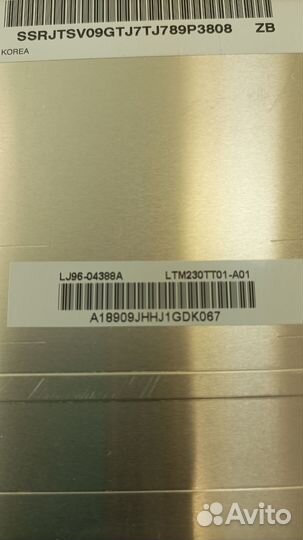 SSRJTSV09GTJ7TJ789P3808 ZB
KOREA
LJ96-04388A LTM230TT01-A01
A18909JHHJ1GDK067
Avito